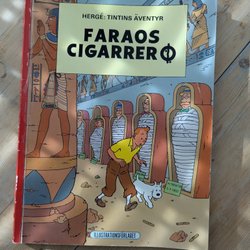 HERGÉ: TINTINS ÄVENTYR
FARAOS
CIGARRER
ILLUSTRATIONSFÖRLAGET